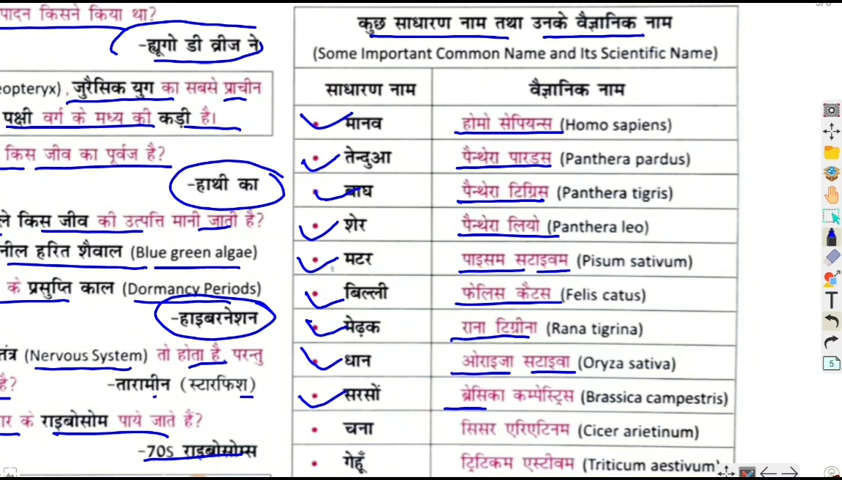 पादन किसने किया था?
-ह्यूगो डी व्रीज ने
eopteryx), जुरैसिक युग का सबसे प्राचीन
पक्षी वर्ग के मध्य की कड़ी है।
किस जीव का पूर्वज है?
-हाथी का
ले किस जीव की उत्पत्ति मानी जाती है?
नील हरित शैवाल (Blue green algae)
के प्रसुप्ति काल (Dormancy Periods)
-हाइबरनेशन
तंत्र (Nervous System) तो होता है, परन्तु
है? -तारामीन (स्टारफिश)
ार के राइबोसोम पाये जाते हैं?
-70S राइबोसोम्स
कुछ साधारण नाम तथा उनके वैज्ञानिक नाम
(Some Important Common Name and Its Scientific Name)
साधारण नाम वैज्ञानिक नाम
• मानव होमो सेपियन्स (Homo sapiens)
• तेन्दुआ पैन्थेरा पारडस (Panthera pardus)
• बाघ पैन्थेरा टिग्रिस (Panthera tigris)
• शेर पैन्थेरा लियो (Panthera leo)
• मटर पाइसम सटाइवम (Pisum sativum)
• बिल्ली फेलिस कैटस (Felis catus)
• मेढ़क राना टिग्रीना (Rana tigrina)
• धान ओराइजा सटाइवा (Oryza sativa)
• सरसों ब्रेसिका कम्पेस्ट्रिस (Brassica campestris)
• चना सिसर एरिएटिनम (Cicer arietinum)
• गेहूँ ट्रिटिकम एस्टीवम (Triticum aestivum)